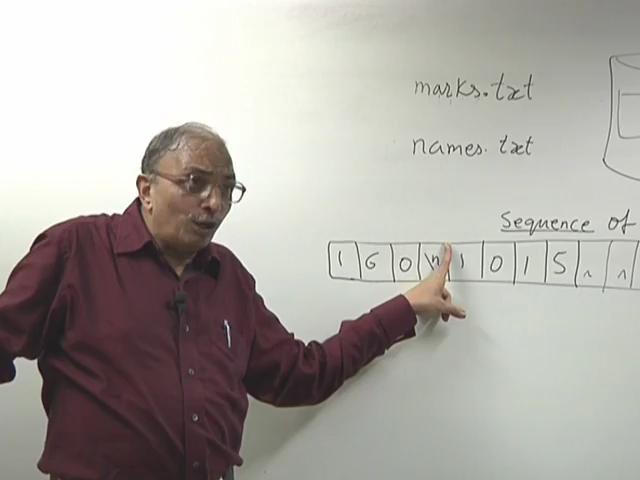 marks.txt
names.txt
Sequence of
1 6 0 \n 1 0 1 5